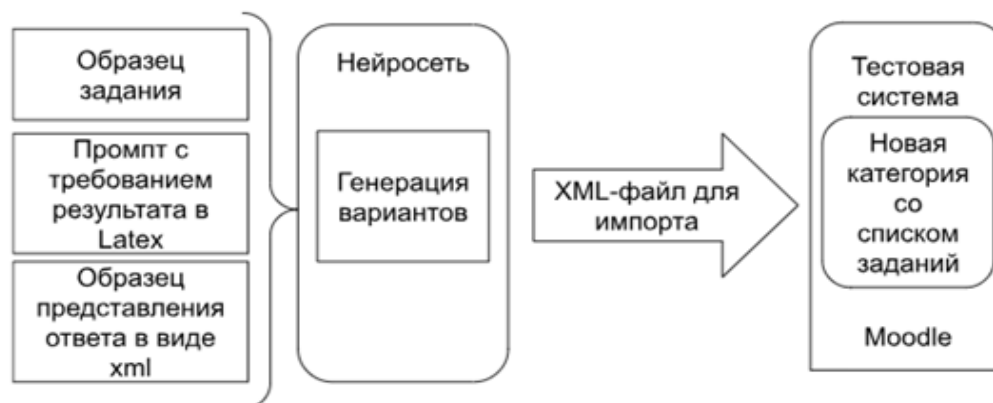 Образец
задания
Промпт с
требованием
результата в
Latex
Образец
представления
ответа в виде
xml
Нейросеть
Генерация
вариантов
XML-файл для
импорта
Тестовая
система
Новая
категория
со
списком
заданий
Moodle